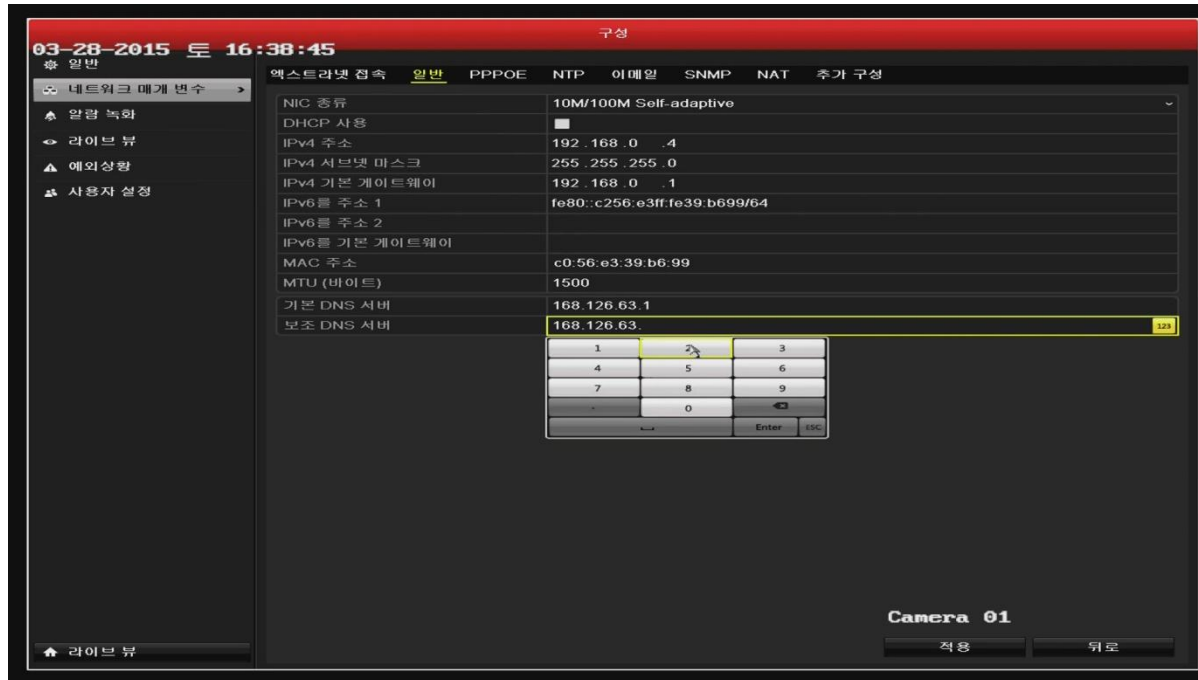 구성
03-28-2015 토 16:38:45
일반
네트워크 매개 변수 >
알람 녹화
라이브 뷰
예외상황
사용자 설정
엑스트라넷 접속 일반 PPPOE NTP 이메일 SNMP NAT 추가 구성
NIC 종류 10M/100M Self-adaptive
DHCP 사용
IPv4 주소 192 .168 .0 .4
IPv4 서브넷 마스크 255 .255 .255 .0
IPv4 기본 게이트웨이 192 .168 .0 .1
IPv6를 주소 1 fe80::c256:e3ff:fe39:b699/64
IPv6를 주소 2
IPv6를 기본 게이트웨이
MAC 주소 c0:56:e3:39:b6:99
MTU (바이트) 1500
기본 DNS 서버 168.126.63.1
보조 DNS 서버 168.126.63. 123
1 2 3
4 5 6
7 8 9
. 0
Enter ESC
Camera 01
라이브 뷰 적용 뒤로